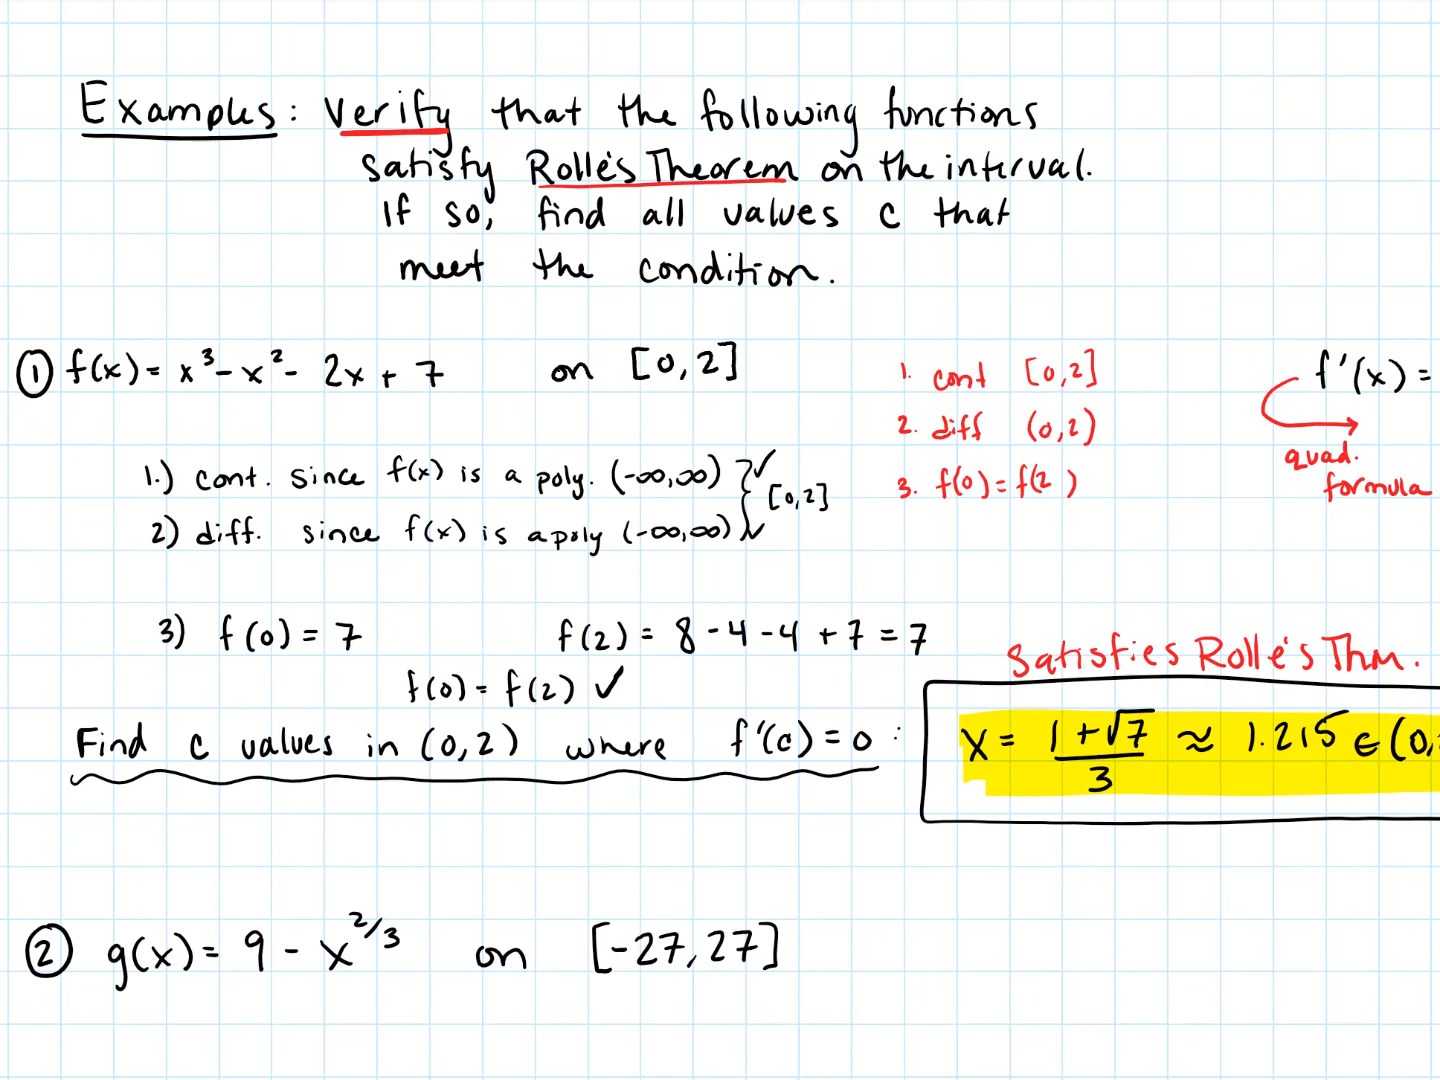 Examples: Verify that the following functions
satisfy Rolle's Theorem on the interval.
If so, find all values c that
meet the condition.
① f(x) = x³ - x² - 2x + 7 on [0,2]
1. cont [0,2]
2. diff (0,2)
3. f(0) = f(2)
f'(x) =
quad.
formula
1.) cont. since f(x) is a poly. (-∞,∞) ✓
[0,2]
2) diff. since f(x) is a poly (-∞,∞) ✓
3) f(0) = 7 f(2) = 8 - 4 - 4 + 7 = 7
f(0) = f(2) ✓
Satisfies Rolle's Thm.
Find c values in (0,2) where f'(c) = 0 :
x = (1+√7)/3 ≈ 1.215 ∈ (0,
② g(x) = 9 - x^(2/3) on [-27,27]